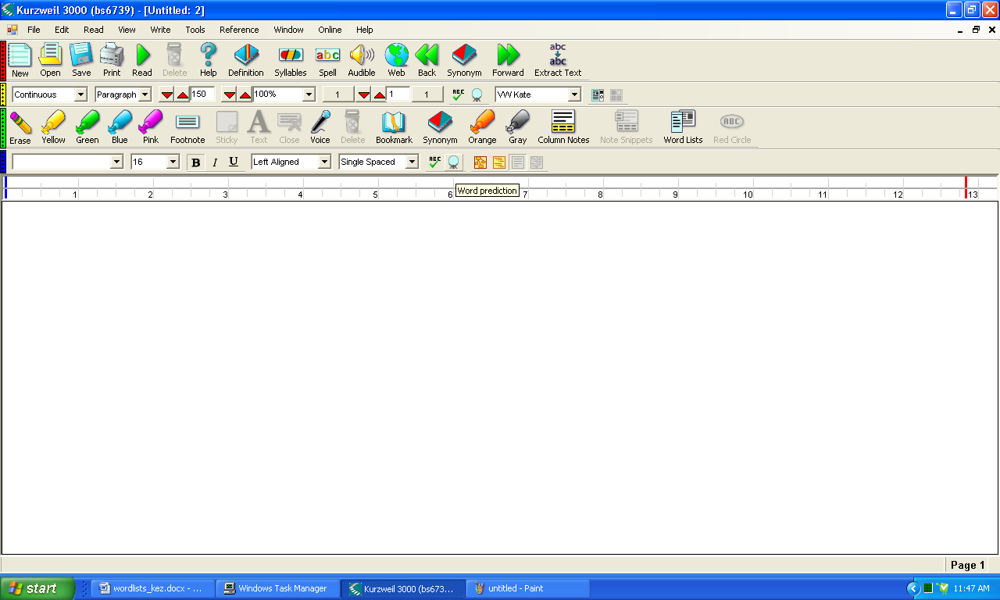 Kurzweil 3000 (bs6739) - [Untitled: 2]
File Edit Read View Write Tools Reference Window Online Help
abc
abc
abc
New Open Save Print Read Delete Help Definition Syllables Spell Audible Web Back Synonym Forward Extract Text
Continuous Paragraph 150 100% 1 1 1 ABC VW Kate
A ABC
Erase Yellow Green Blue Pink Footnote Sticky Text Close Voice Delete Bookmark Synonym Orange Gray Column Notes Note Snippets Word Lists Red Circle
16 B I U Left Aligned Single Spaced ABC
Word prediction
1 2 3 4 5 6 7 8 9 10 11 12 13
Page 1
start wordlists_kez.docx - ... Windows Task Manager Kurzweil 3000 (bs673... untitled - Paint 11:47 AM